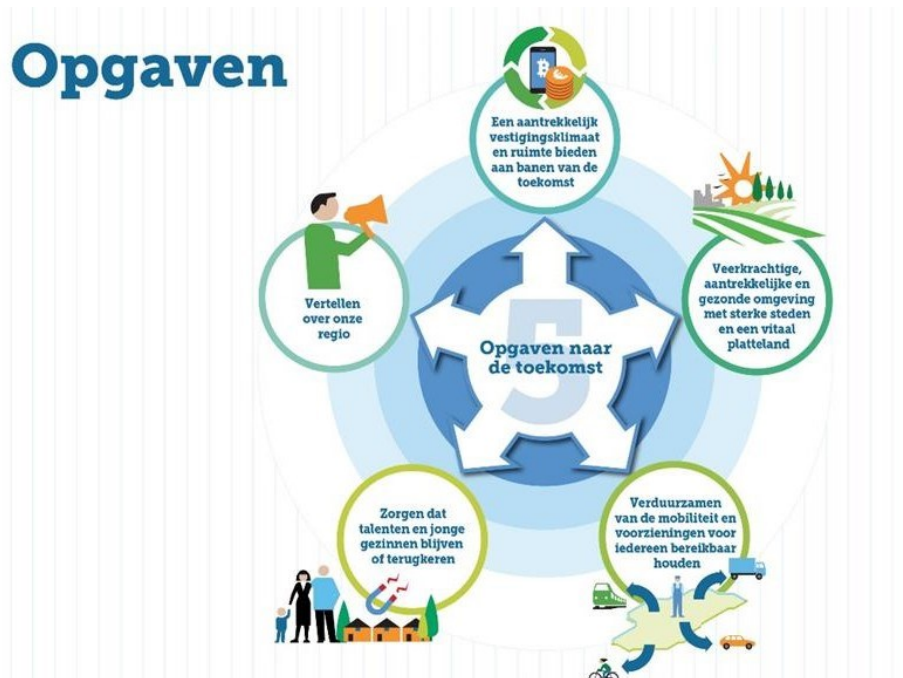 Opgaven
Een aantrekkelijk
vestigingsklimaat
en ruimte bieden
aan banen van de
toekomst
Veerkrachtige,
aantrekkelijke en
gezonde omgeving
met sterke steden
en een vitaal
platteland
Verduurzamen
van de mobiliteit en
voorzieningen voor
iedereen bereikbaar
houden
Zorgen dat
talenten en jonge
gezinnen blijven
of terugkeren
Vertellen
over onze
regio
5
Opgaven naar
de toekomst